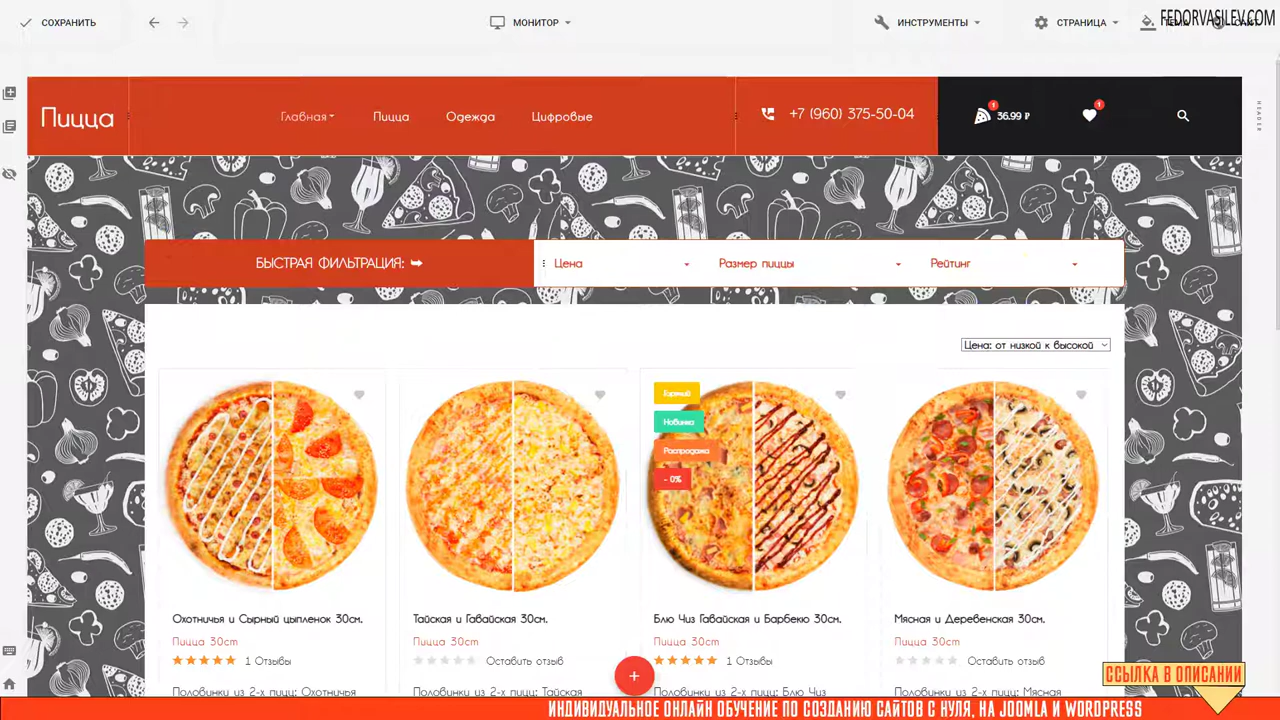 СОХРАНИТЬ
МОНИТОР
ИНСТРУМЕНТЫ
СТРАНИЦА
FEDORVASILEV.COM
Пицца
Главная
Пицца
Одежда
Цифровые
+7 (960) 375-50-04
1
36.99 ₽
1
HEADER
БЫСТРАЯ ФИЛЬТРАЦИЯ:
Цена
Размер пиццы
Рейтинг
Цена: от низкой к высокой
Горячий
Новинка
Распродажа
- 0%
Охотничья и Сырный цыпленок 30см.
Тайская и Гавайская 30см.
Блю Чиз Гавайская и Барбекю 30см.
Мясная и Деревенская 30см.
Пицца 30cm
Пицца 30cm
Пицца 30cm
Пицца 30cm
1 Отзывы
Оставить отзыв
1 Отзывы
Оставить отзыв
Половинки из 2-х пицц: Охотничья
Половинки из 2-х пицц: Тайская
Половинки из 2-х пицц: Блю Чиз
Половинки из 2-х пицц: Мясная
ССЫЛКА В ОПИСАНИИ
ИНДИВИДУАЛЬНОЕ ОНЛАЙН ОБУЧЕНИЕ ПО СОЗДАНИЮ САЙТОВ С НУЛЯ, НА JOOMLA И WORDPRESS